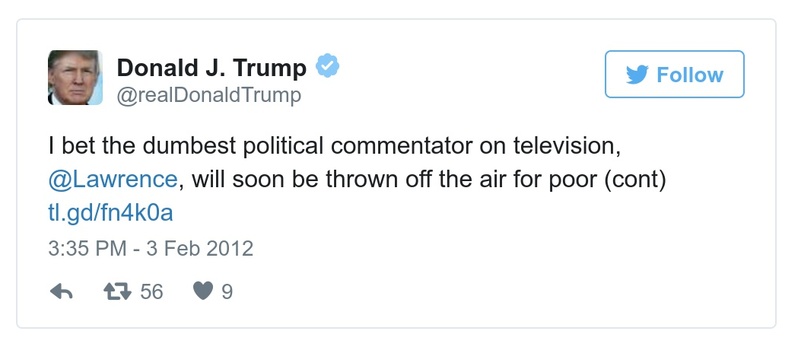 Donald J. Trump
@realDonaldTrump
Follow
I bet the dumbest political commentator on television,
@Lawrence, will soon be thrown off the air for poor (cont)
tl.gd/fn4k0a
3:35 PM - 3 Feb 2012
56 9